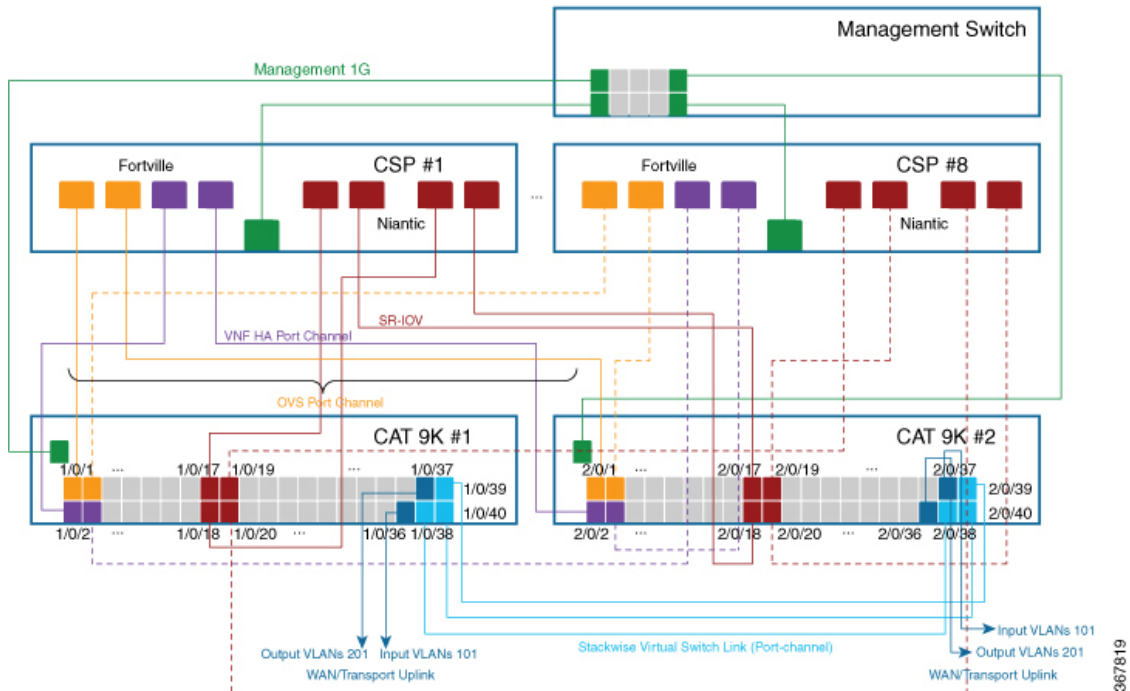 Management Switch
Management 1G
Fortville
CSP #1
Niantic
...
Fortville
CSP #8
Niantic
SR-IOV
VNF HA Port Channel
OVS Port Channel
CAT 9K #1
1/0/1 ... 1/0/17 1/0/19 ... 1/0/37
1/0/39
1/0/40
1/0/2 ... 1/0/18 1/0/20 ... 1/0/36 1/0/38
CAT 9K #2
2/0/1 ... 2/0/17 2/0/19 ... 2/0/37
2/0/39
2/0/40
2/0/2 ... 2/0/18 2/0/20 ... 2/0/36 2/0/38
Output VLANs 201 Input VLANs 101
WAN/Transport Uplink
Stackwise Virtual Switch Link (Port-channel)
Input VLANs 101
Output VLANs 201
WAN/Transport Uplink
367819